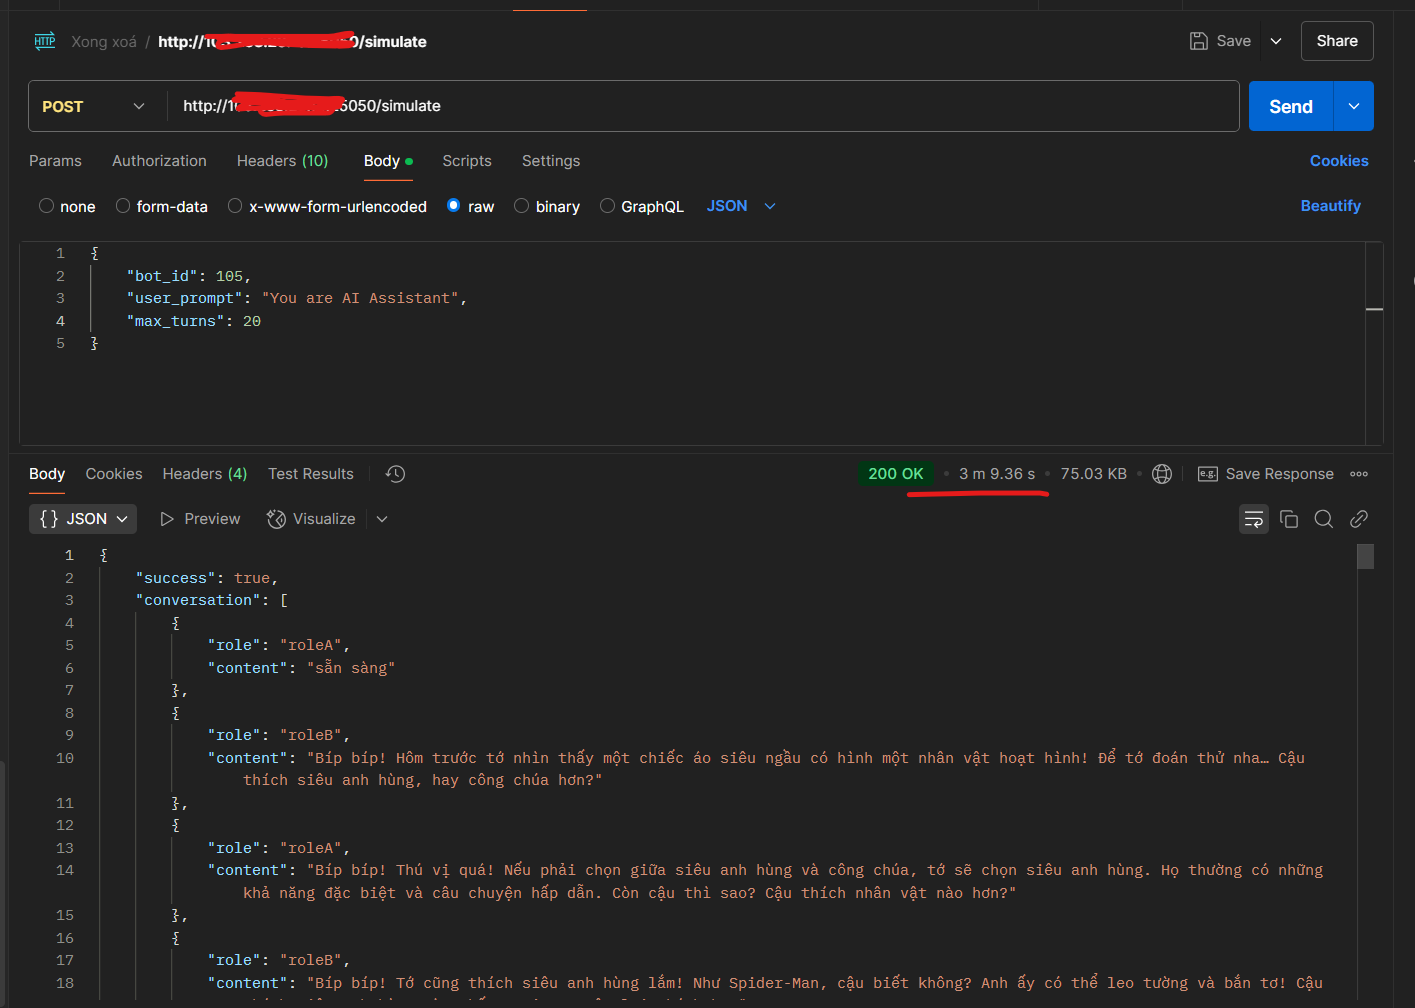 HTTP Xong xoá / http:// /simulate
Save Share
POST http:// 5050/simulate Send
Params Authorization Headers (10) Body Scripts Settings Cookies
none form-data x-www-form-urlencoded raw binary GraphQL JSON Beautify
1 {
2 "bot_id": 105,
3 "user_prompt": "You are AI Assistant",
4 "max_turns": 20
5 }
Body Cookies Headers (4) Test Results 200 OK • 3 m 9.36 s • 75.03 KB • e.g. Save Response
{} JSON Preview Visualize
1 {
2 "success": true,
3 "conversation": [
4 {
5 "role": "roleA",
6 "content": "sẵn sàng"
7 },
8 {
9 "role": "roleB",
10 "content": "Bíp bíp! Hôm trước tớ nhìn thấy một chiếc áo siêu ngầu có hình một nhân vật hoạt hình! Để tớ đoán thử nha… Cậu
thích siêu anh hùng, hay công chúa hơn?"
11 },
12 {
13 "role": "roleA",
14 "content": "Bíp bíp! Thú vị quá! Nếu phải chọn giữa siêu anh hùng và công chúa, tớ sẽ chọn siêu anh hùng. Họ thường có những
khả năng đặc biệt và câu chuyện hấp dẫn. Còn cậu thì sao? Cậu thích nhân vật nào hơn?"
15 },
16 {
17 "role": "roleB",
18 "content": "Bíp bíp! Tớ cũng thích siêu anh hùng lắm! Như Spider-Man, cậu biết không? Anh ấy có thể leo tường và bắn tơ! Cậu